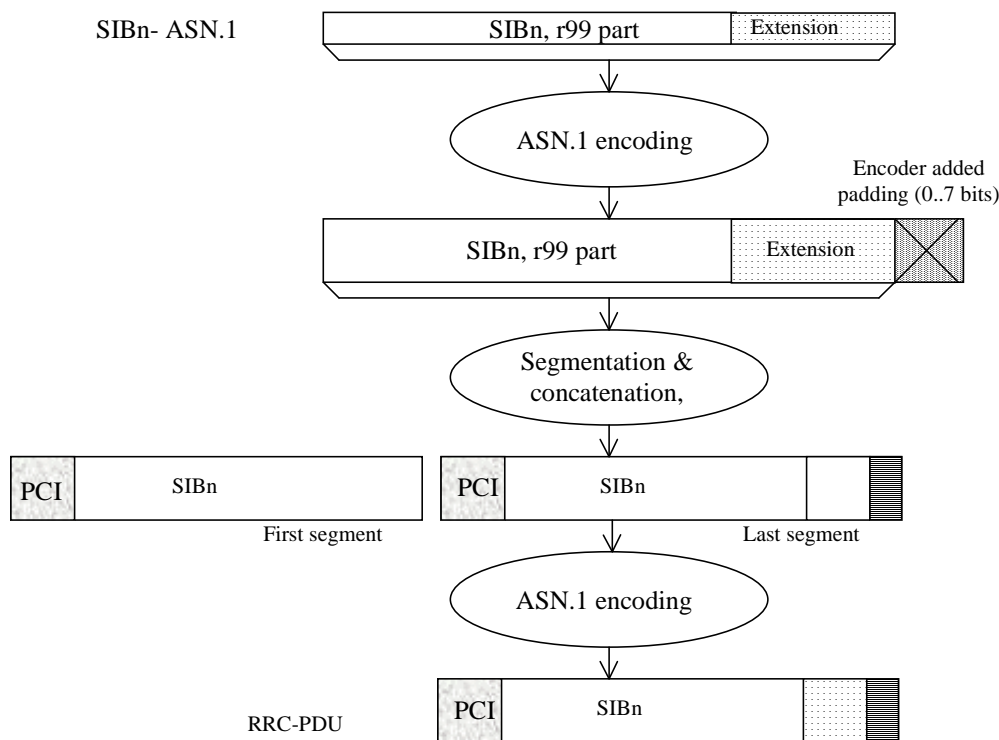 SIBn- ASN.1
SIBn, r99 part
Extension
ASN.1 encoding
Encoder added
padding (0..7 bits)
SIBn, r99 part
Extension
Segmentation &
concatenation,
PCI
SIBn
PCI
SIBn
First segment
Last segment
ASN.1 encoding
RRC-PDU
PCI
SIBn